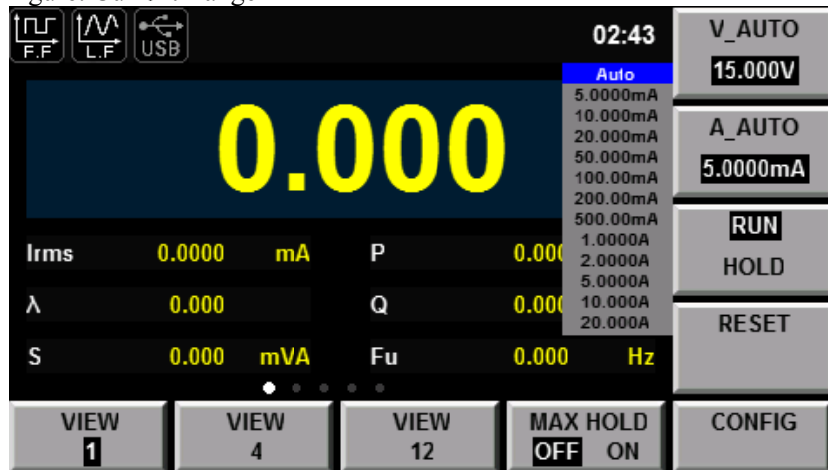 F.F
L.F
USB
02:43
V_AUTO
15.000V
Auto
5.0000mA
10.000mA
20.000mA
50.000mA
100.00mA
200.00mA
500.00mA
1.0000A
2.0000A
5.0000A
10.000A
20.000A
0.000
A_AUTO
5.0000mA
RUN
HOLD
Irms 0.0000 mA P 0.000
λ 0.000 Q 0.000
S 0.000 mVA Fu 0.000 Hz
RESET
VIEW
1
VIEW
4
VIEW
12
MAX HOLD
OFF ON
CONFIG